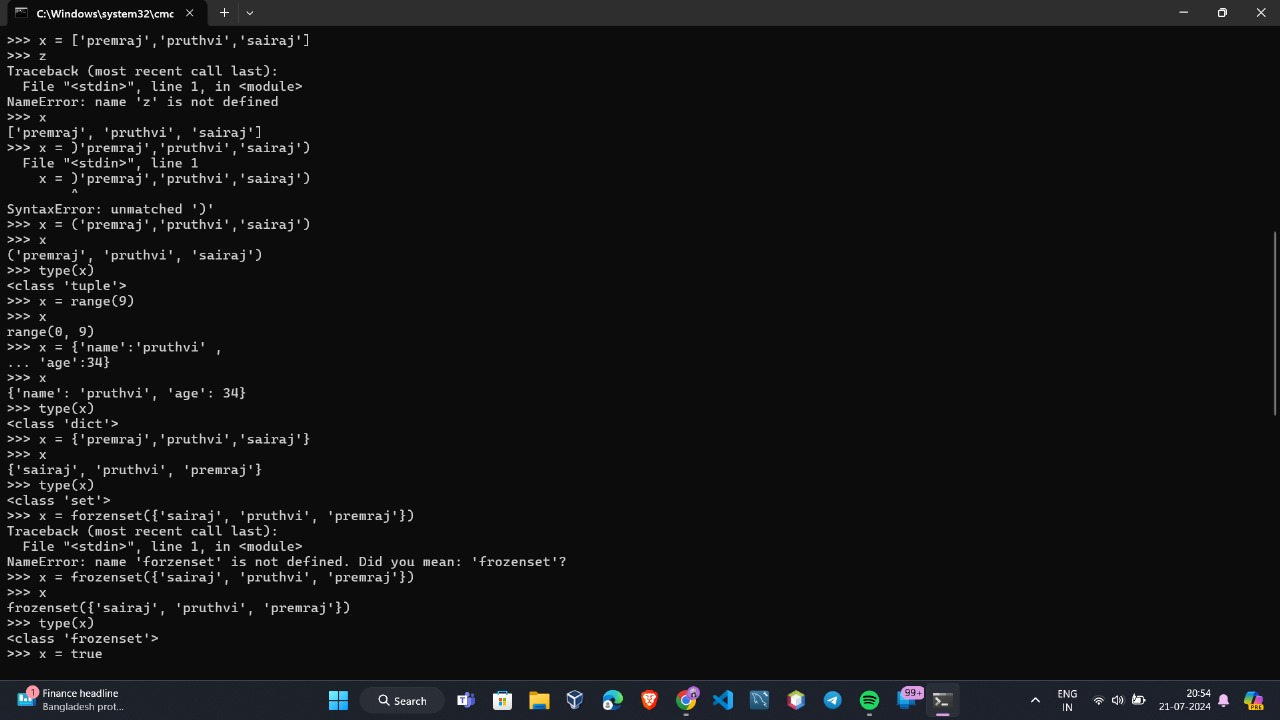 C:\Windows\system32\cmc
>>> x = ['premraj','pruthvi','sairaj']
>>> z
Traceback (most recent call last):
  File "<stdin>", line 1, in <module>
NameError: name 'z' is not defined
>>> x
['premraj', 'pruthvi', 'sairaj']
>>> x = )'premraj','pruthvi','sairaj')
  File "<stdin>", line 1
    x = )'premraj','pruthvi','sairaj')
        ^
SyntaxError: unmatched ')'
>>> x = ('premraj','pruthvi','sairaj')
>>> x
('premraj', 'pruthvi', 'sairaj')
>>> type(x)
<class 'tuple'>
>>> x = range(9)
>>> x
range(0, 9)
>>> x = {'name':'pruthvi' ,
... 'age':34}
>>> x
{'name': 'pruthvi', 'age': 34}
>>> type(x)
<class 'dict'>
>>> x = {'premraj','pruthvi','sairaj'}
>>> x
{'sairaj', 'pruthvi', 'premraj'}
>>> type(x)
<class 'set'>
>>> x = forzenset({'sairaj', 'pruthvi', 'premraj'})
Traceback (most recent call last):
  File "<stdin>", line 1, in <module>
NameError: name 'forzenset' is not defined. Did you mean: 'frozenset'?
>>> x = frozenset({'sairaj', 'pruthvi', 'premraj'})
>>> x
frozenset({'sairaj', 'pruthvi', 'premraj'})
>>> type(x)
<class 'frozenset'>
>>> x = true
1
Finance headline
Bangladesh prot...
Search
99+
ENG
IN
20:54
21-07-2024
PRE